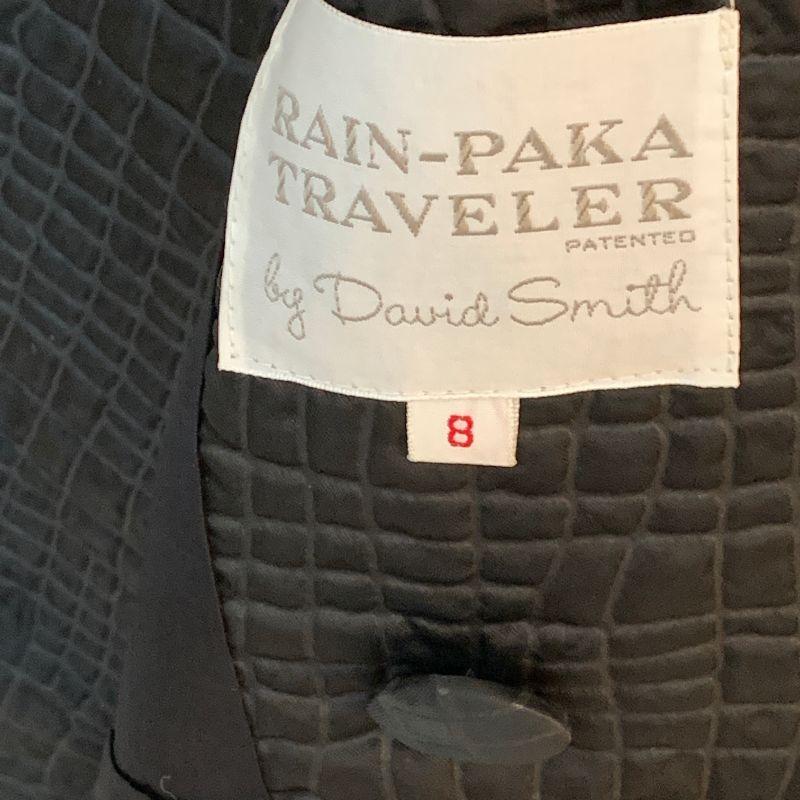 RAIN-PAKA
TRAVELER
PATENTED
by David Smith
8